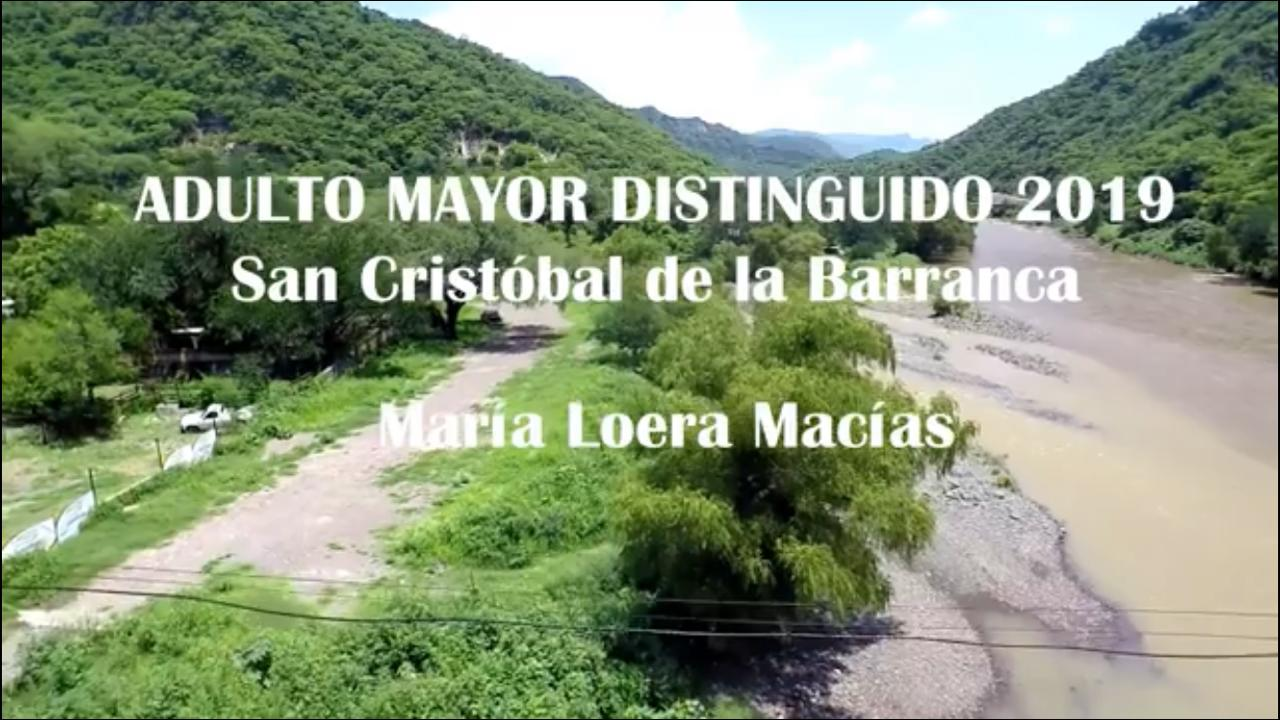 ADULTO MAYOR DISTINGUIDO 2019
San Cristóbal de la Barranca
María Loera Macías